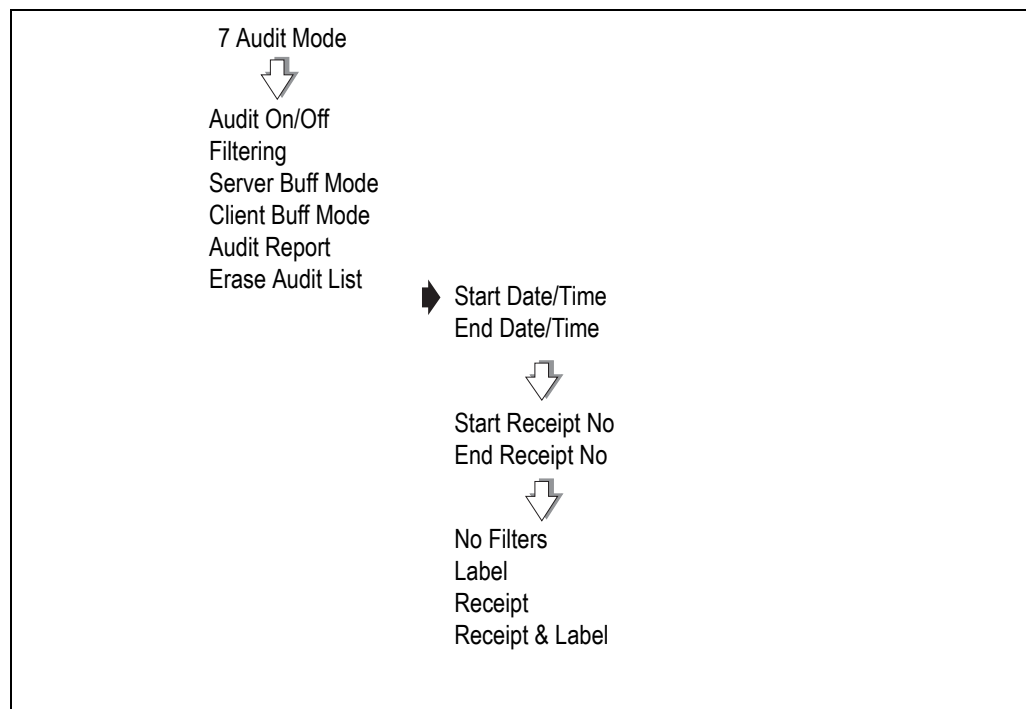 7 Audit Mode
Audit On/Off
Filtering
Server Buff Mode
Client Buff Mode
Audit Report
Erase Audit List
Start Date/Time
End Date/Time
Start Receipt No
End Receipt No
No Filters
Label
Receipt
Receipt & Label